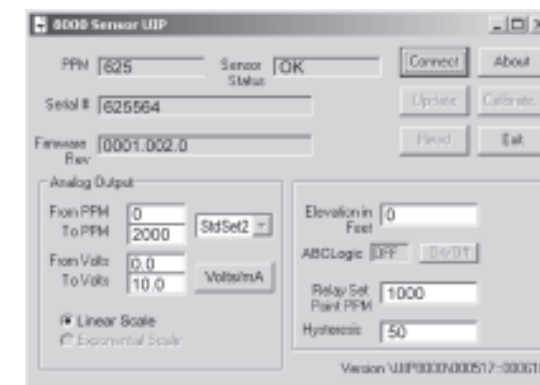 8000 Sensor UIP
PPM 625 Sensor Status OK Connect About
Serial # 625564 Update Calibrate
Firmware Rev 0001.002.0 Read Exit
Analog Output
From PPM 0
To PPM 2000 StdSet2
From Volts 0.0
To Volts 10.0 Volts/mA
Linear Scale
Exponential Scale
Elevation in Feet 0
ABCLogic OFF On/Off
Relay Set Point PPM 1000
Hysteresis 50
Version \UIP8000\000517::